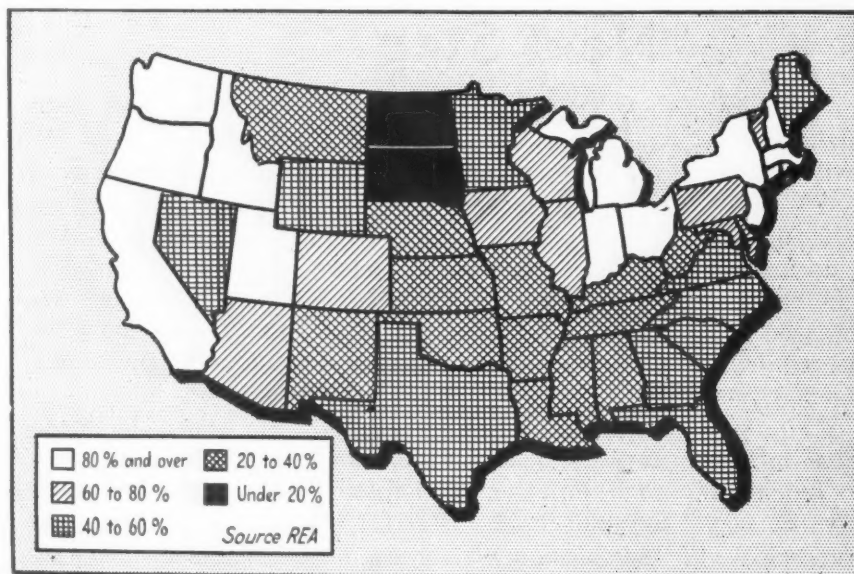 80% and over
60 to 80%
40 to 60%
20 to 40%
Under 20%
Source REA